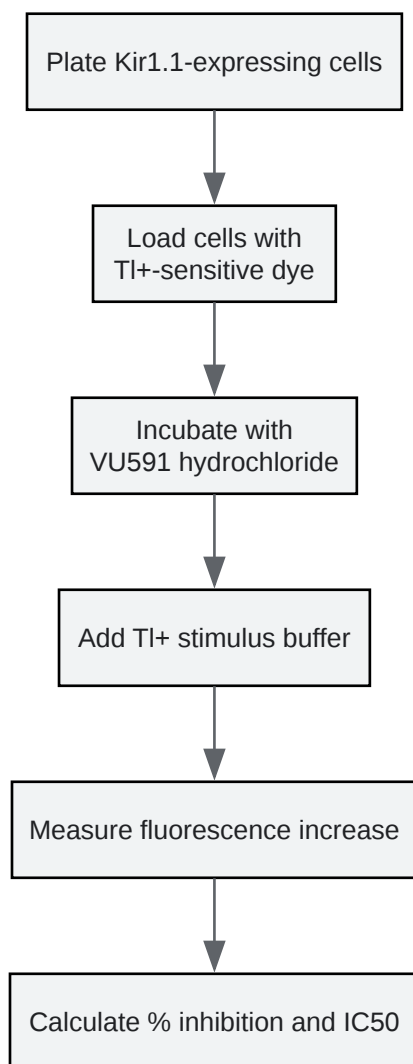 Plate Kir1.1-expressing cells
Load cells with
Tl+-sensitive dye
Incubate with
VU591 hydrochloride
Add Tl+ stimulus buffer
Measure fluorescence increase
Calculate % inhibition and IC50